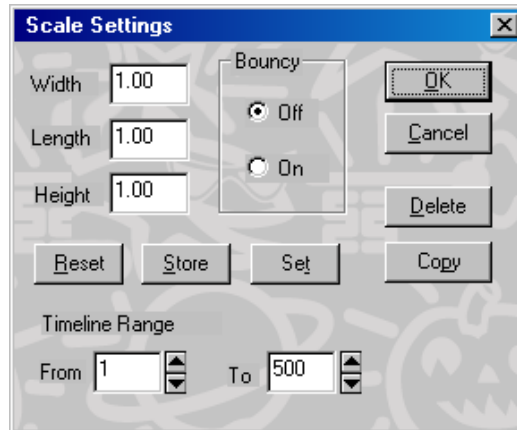 Scale Settings
Width 1.00
Length 1.00
Height 1.00
Bouncy
Off
On
OK
Cancel
Delete
Copy
Reset Store Set
Timeline Range
From 1 To 500